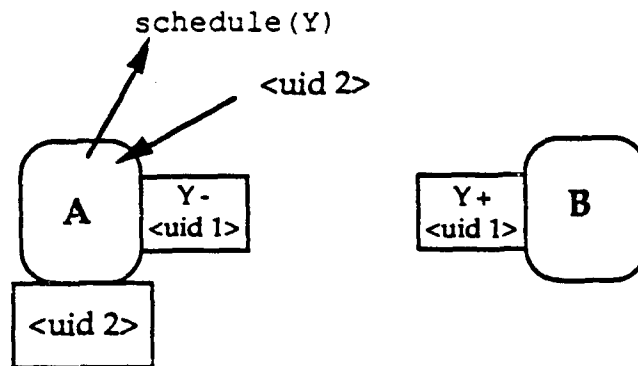 schedule(Y)
<uid 2>
A
Y -
<uid 1>
Y +
<uid 1>
B
<uid 2>